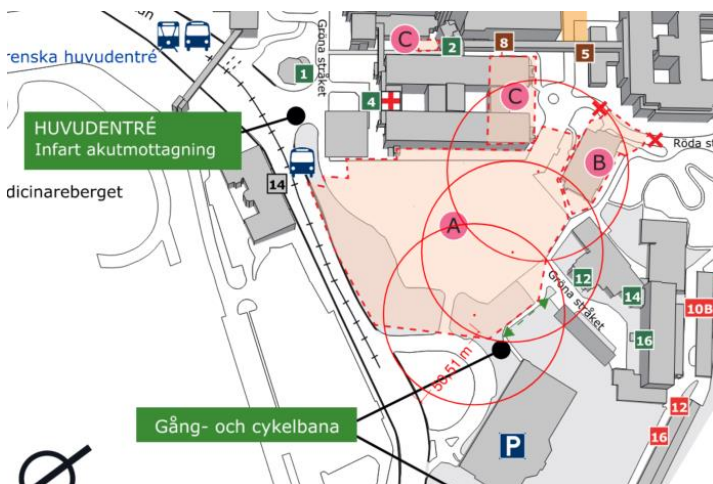 C
2
8
5
renska huvudentré
1
Gröna stråket
4
C
HUVUDENTRÉ
Infart akutmottagning
Röda st
B
dicinareberget
14
A
12
Gröna stråket
14
10B
16
50,51 m
12
Gång- och cykelbana
P
16